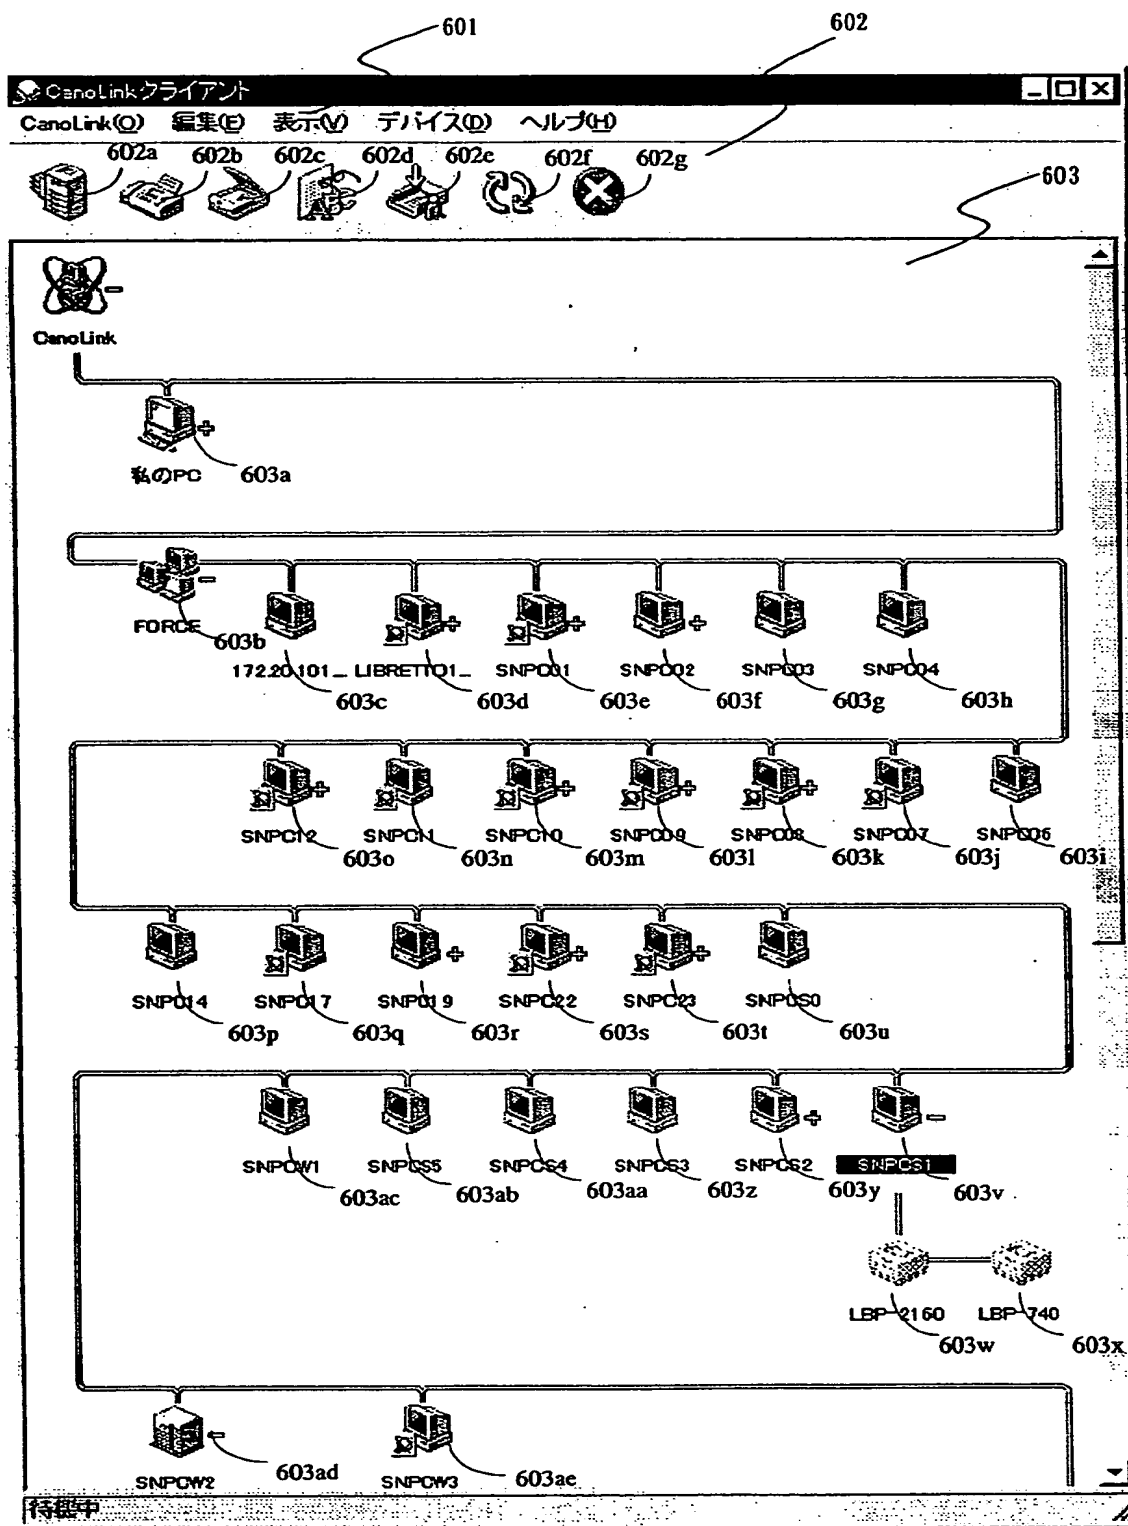 601
602
CanoLinkクライアント
CanoLink(O) 編集(E) 表示(V) デバイス(D) ヘルプ(H)
602a 602b 602c 602d 602e 602f 602g
603
CanoLink
私のPC
603a
FORCE
603b
172.20.101_ LIBRETTO1_ SNPC01 SNPC02 SNPC03 SNPC04
603c 603d 603e 603f 603g 603h
SNPC12 SNPC11 SNPC10 SNPC09 SNPC08 SNPC07 SNPC05
603o 603n 603m 603l 603k 603j 603i
SNPC14 SNPC17 SNPC19 SNPC22 SNPC23 SNPCS0
603p 603q 603r 603s 603t 603u
SNPCW1 SNPCS5 SNPCS4 SNPCS3 SNPCS2 SNPCS1
603ac 603ab 603aa 603z 603y 603v
LBP-2160 LBP-740
603w 603x
SNPCW2 603ad SNPCW3 603ae
待機中